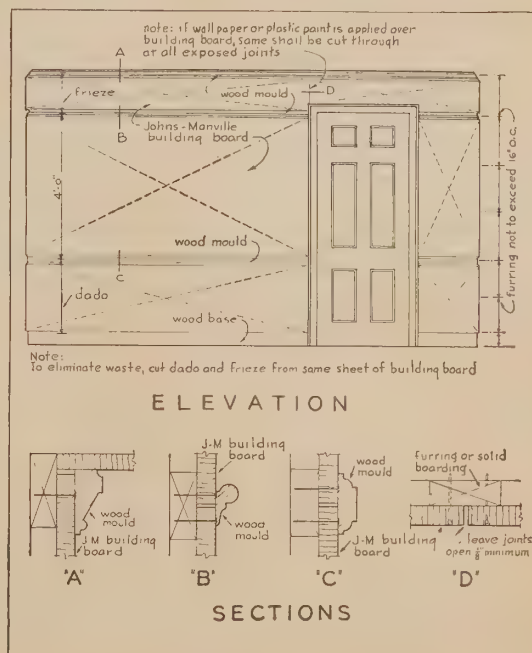 note: if wall paper or plastic paint is applied over
building board, same shall be cut through
at all exposed joints
A
frieze
wood mould
D
B
Johns-Manville
building board
4'-0"
furring not to exceed 16" o.c.
wood mould
C
dado
wood base
Note:
To eliminate waste, cut dado and frieze from same sheet of building board
ELEVATION
J-M building
board
wood
mould
furring or solid
boarding
wood
mould
J-M building
board
wood
mould
J-M building
board
leave joints
open minimum
"A"
"B"
"C"
"D"
SECTIONS